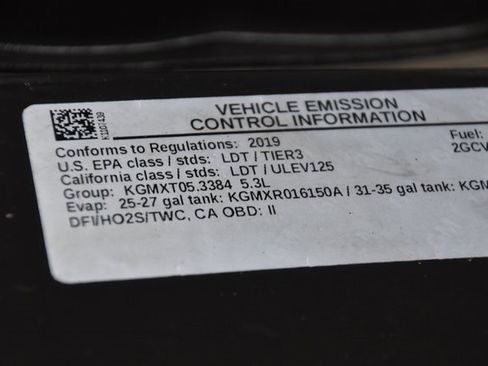 VEHICLE EMISSION
CONTROL INFORMATION
Conforms to Regulations: 2019
Fuel:
U.S. EPA class / stds: LDT / TIER3
2GCV
California class / stds: LDT / ULEV125
Group: KGMXT05.3384 5.3L
Evap: 25-27 gal tank: KGMXR016150A / 31-35 gal tank: KGM
DFI/HO2S/TWC, CA OBD: II